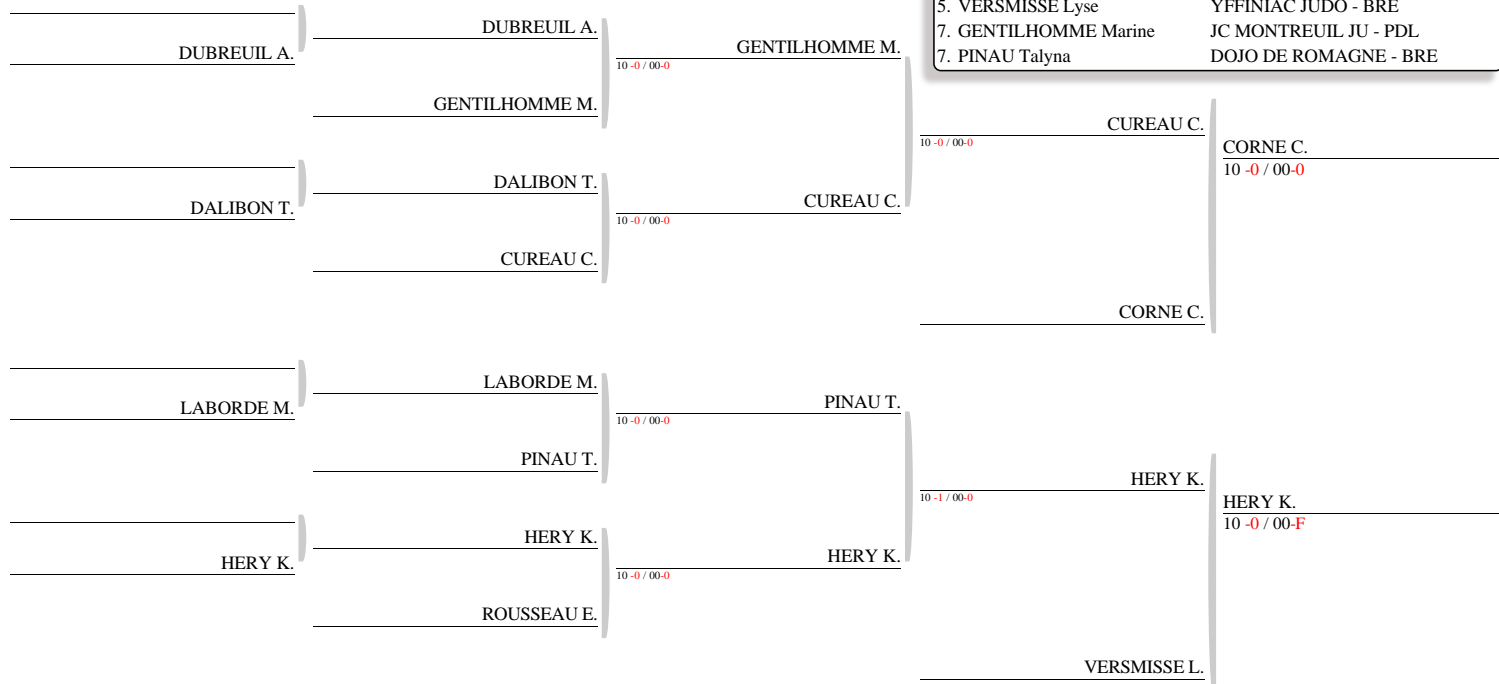 5. VERSMISSE Lyse YFFINIAC JUDO - BRE
7. GENTILHOMME Marine JC MONTREUIL JU - PDL
7. PINAU Talyna DOJO DE ROMAGNE - BRE
DUBREUIL A.
DALIBON T.
LABORDE M.
HERY K.
DUBREUIL A.
GENTILHOMME M.
DALIBON T.
CUREAU C.
LABORDE M.
PINAU T.
HERY K.
ROUSSEAU E.
GENTILHOMME M.
10 -0 / 00-0
CUREAU C.
10 -0 / 00-0
PINAU T.
10 -0 / 00-0
HERY K.
10 -0 / 00-0
CUREAU C.
10 -0 / 00-0
CORNE C.
HERY K.
10 -1 / 00-0
VERSMISSE L.
CORNE C.
10 -0 / 00-0
HERY K.
10 -0 / 00-F